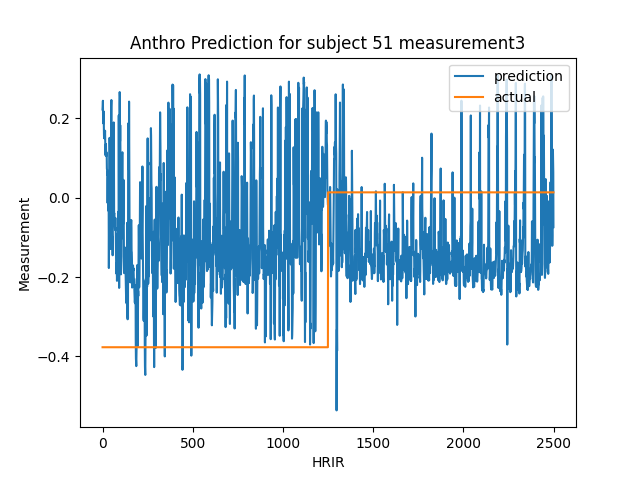 Anthro Prediction for subject 51 measurement3
prediction
actual
0.2
0.0
−0.2
−0.4
Measurement
0
500
1000
1500
2000
2500
HRIR